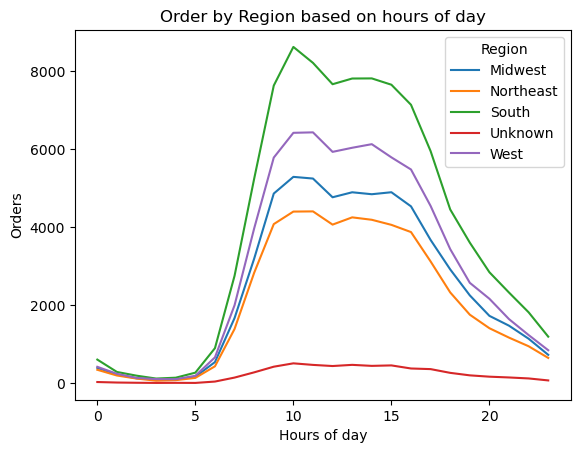 Order by Region based on hours of day
Region
Midwest
Northeast
South
Unknown
West
Orders
8000
6000
4000
2000
0
0
5
10
15
20
Hours of day